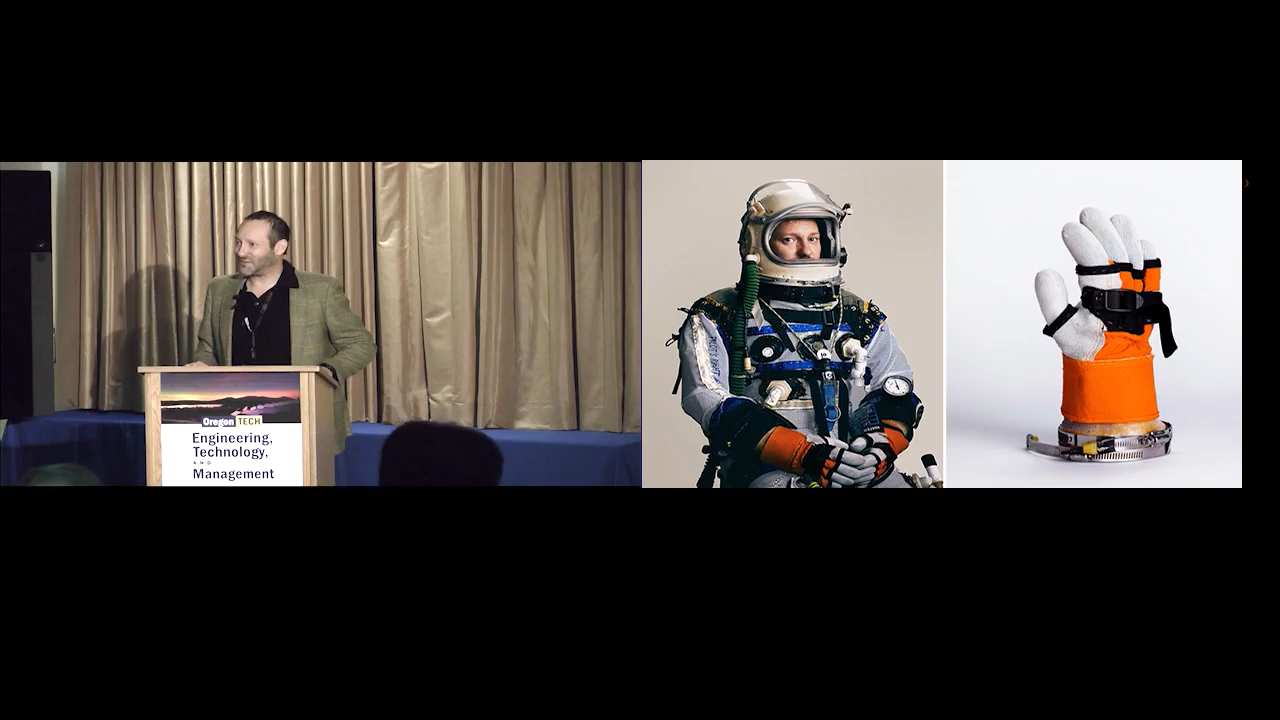 Oregon TECH
Engineering,
Technology,
AND
Management